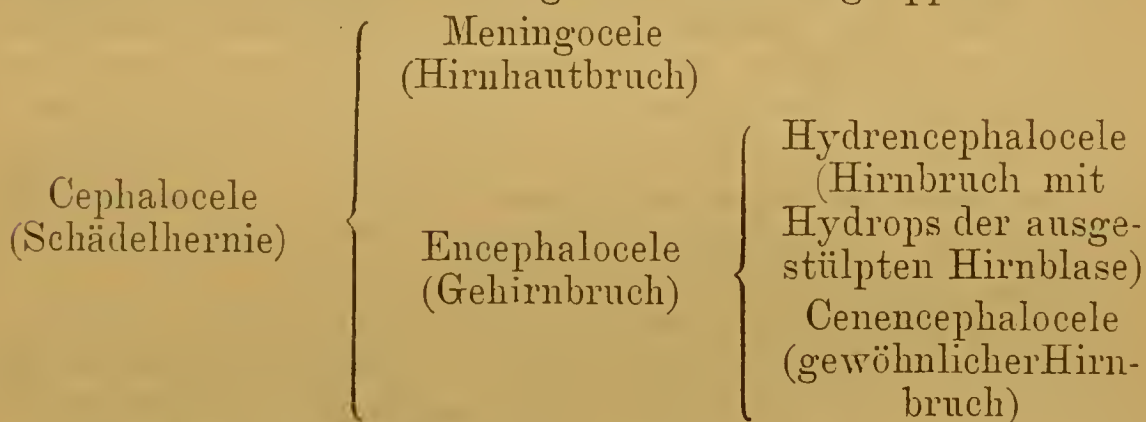 Meningocele
(Hirnhautbruch)
Cephalocele
(Schädelhernie)
Encephalocele
(Gehirnbruch)
Hydrencephalocele
(Hirnbruch mit
Hydrops der ausge-
stülpten Hirnblase)
Cenencephalocele
(gewöhnlicherHirn-
bruch)